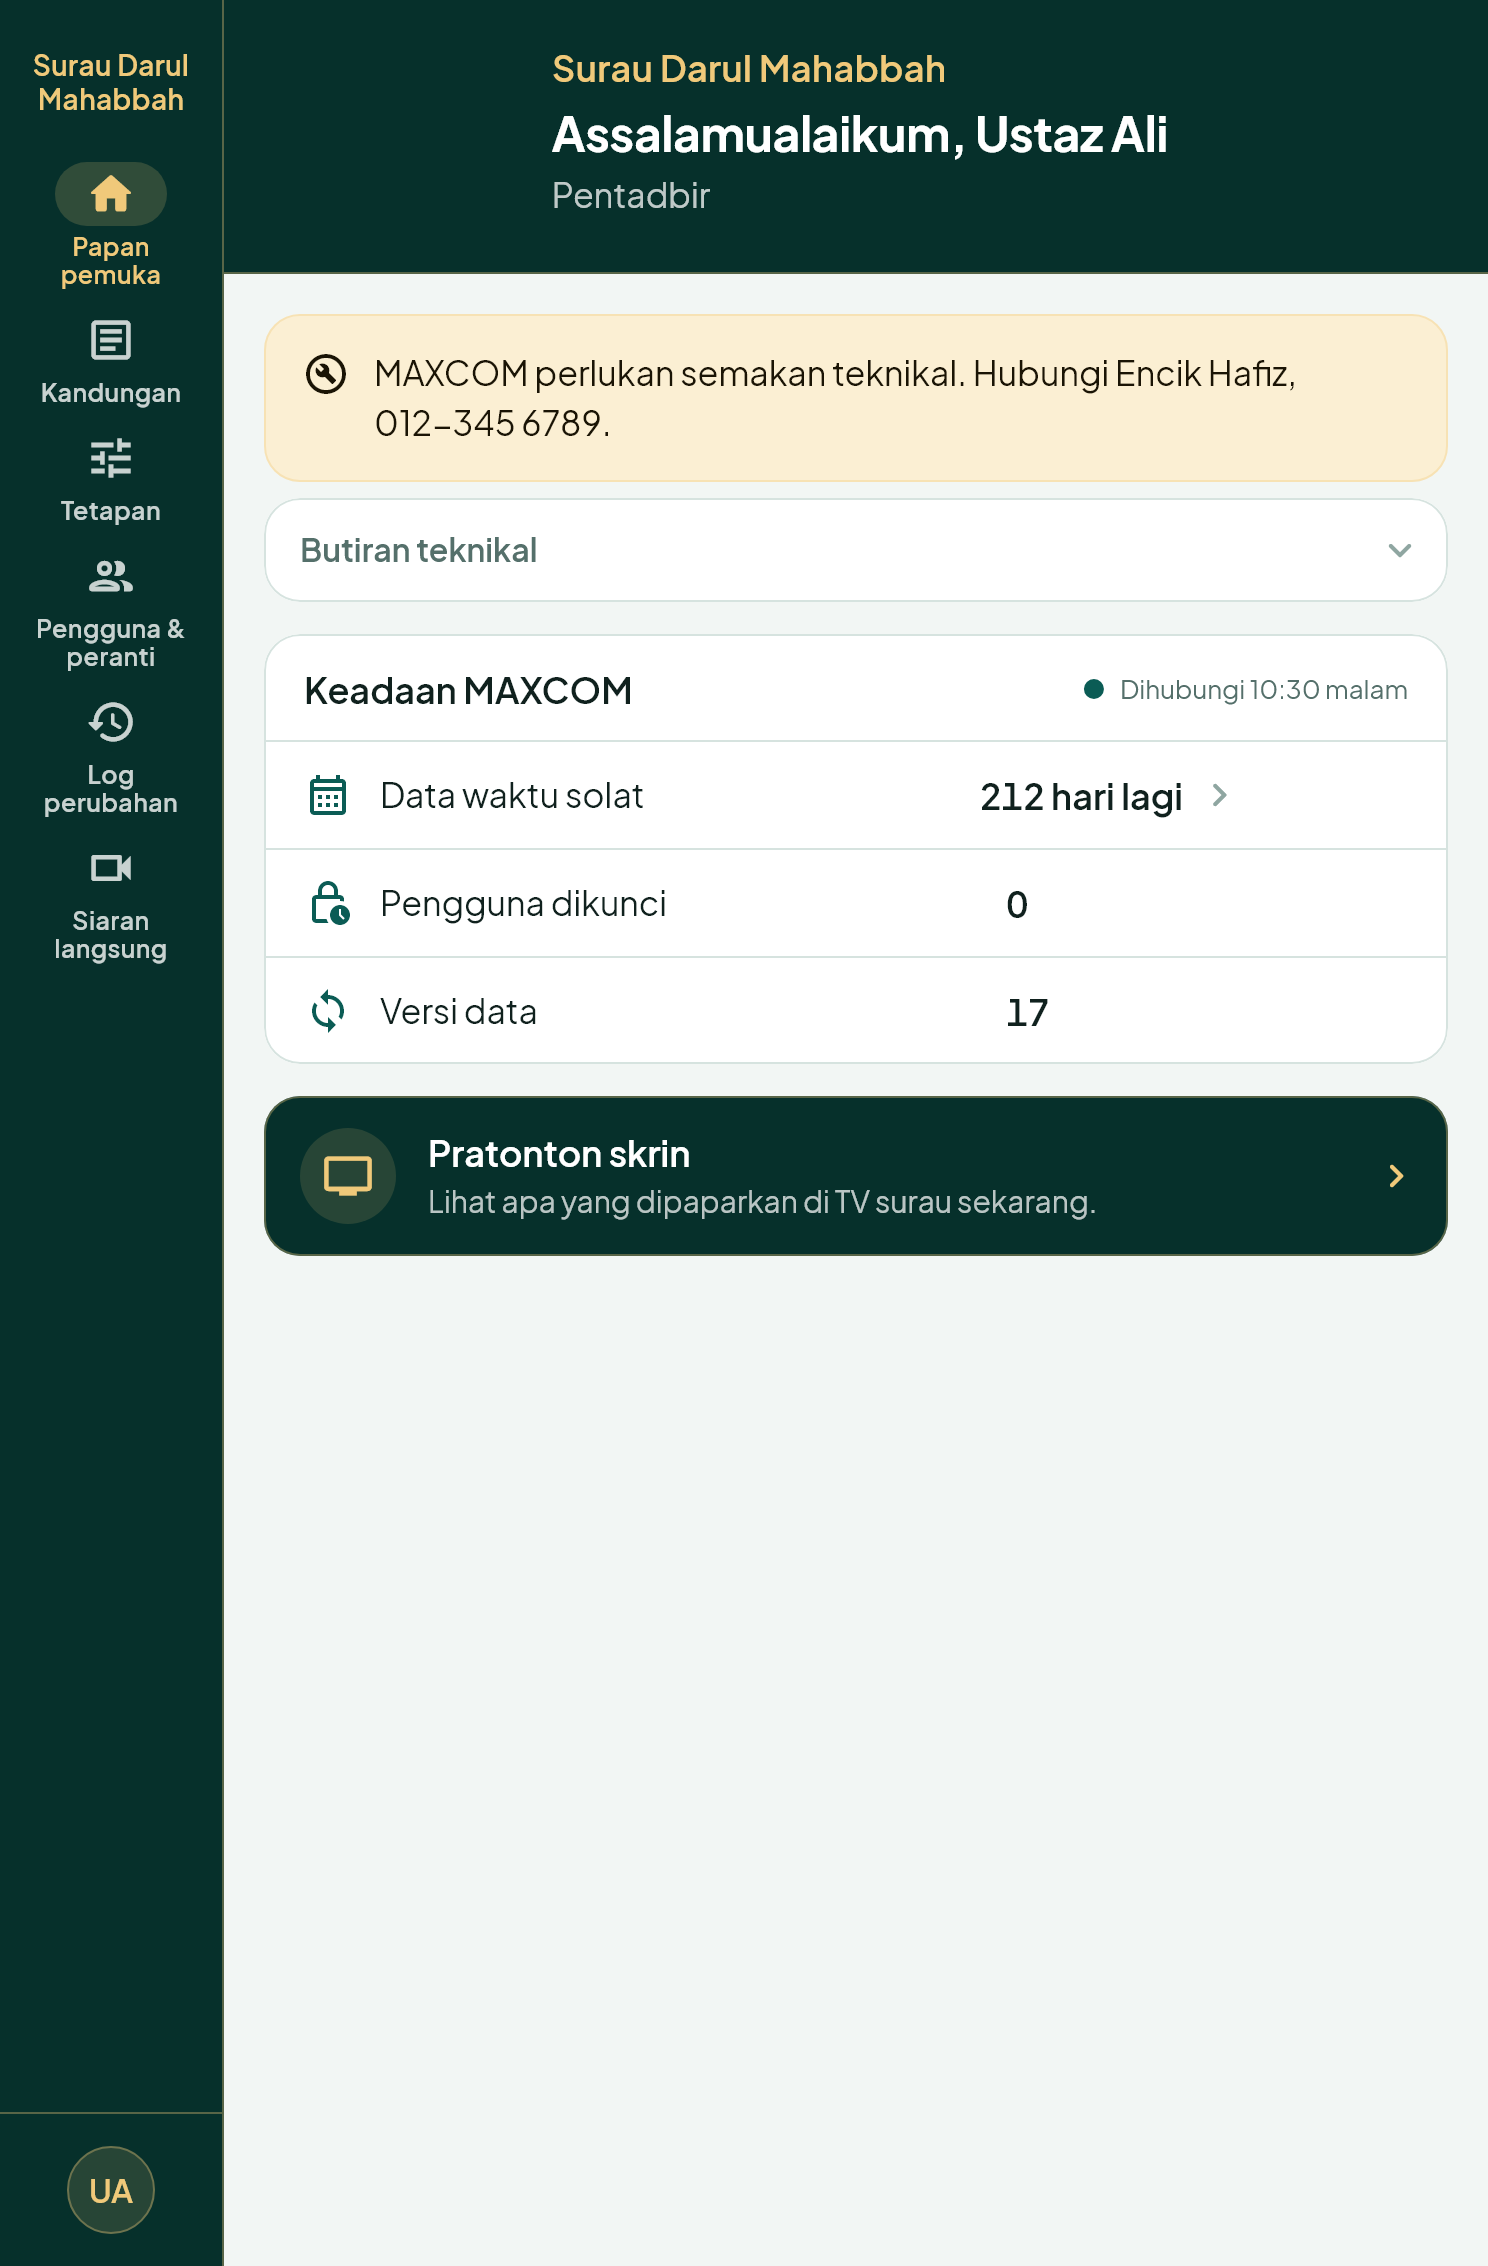 Surau Darul
Mahabbah
Papan
pemuka
Kandungan
Tetapan
Pengguna &
peranti
Log
perubahan
Siaran
langsung
UA
Surau Darul Mahabbah
Assalamualaikum, Ustaz Ali
Pentadbir
MAXCOM perlukan semakan teknikal. Hubungi Encik Hafiz,
012-345 6789.
Butiran teknikal
Keadaan MAXCOM
Dihubungi 10:30 malam
Data waktu solat
212 hari lagi
Pengguna dikunci
0
Versi data
17
Pratonton skrin
Lihat apa yang dipaparkan di TV surau sekarang.